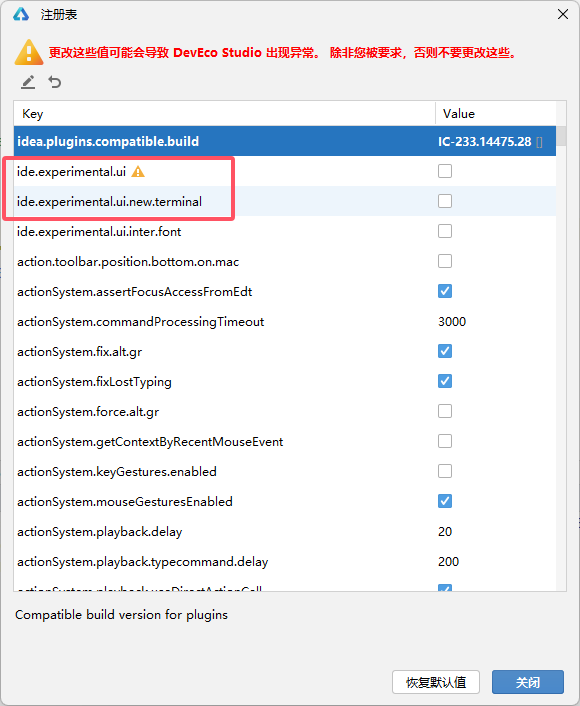 注册表
更改这些值可能会导致 DevEco Studio 出现异常。 除非您被要求，否则不要更改这些。
Key Value
idea.plugins.compatible.build IC-233.14475.28
ide.experimental.ui
ide.experimental.ui.new.terminal
ide.experimental.ui.inter.font
action.toolbar.position.bottom.on.mac
actionSystem.assertFocusAccessFromEdt
actionSystem.commandProcessingTimeout 3000
actionSystem.fix.alt.gr
actionSystem.fixLostTyping
actionSystem.force.alt.gr
actionSystem.getContextByRecentMouseEvent
actionSystem.keyGestures.enabled
actionSystem.mouseGesturesEnabled
actionSystem.playback.delay 20
actionSystem.playback.typecommand.delay 200
actionSystem.playback.useDirectActionCall
Compatible build version for plugins
恢复默认值 关闭